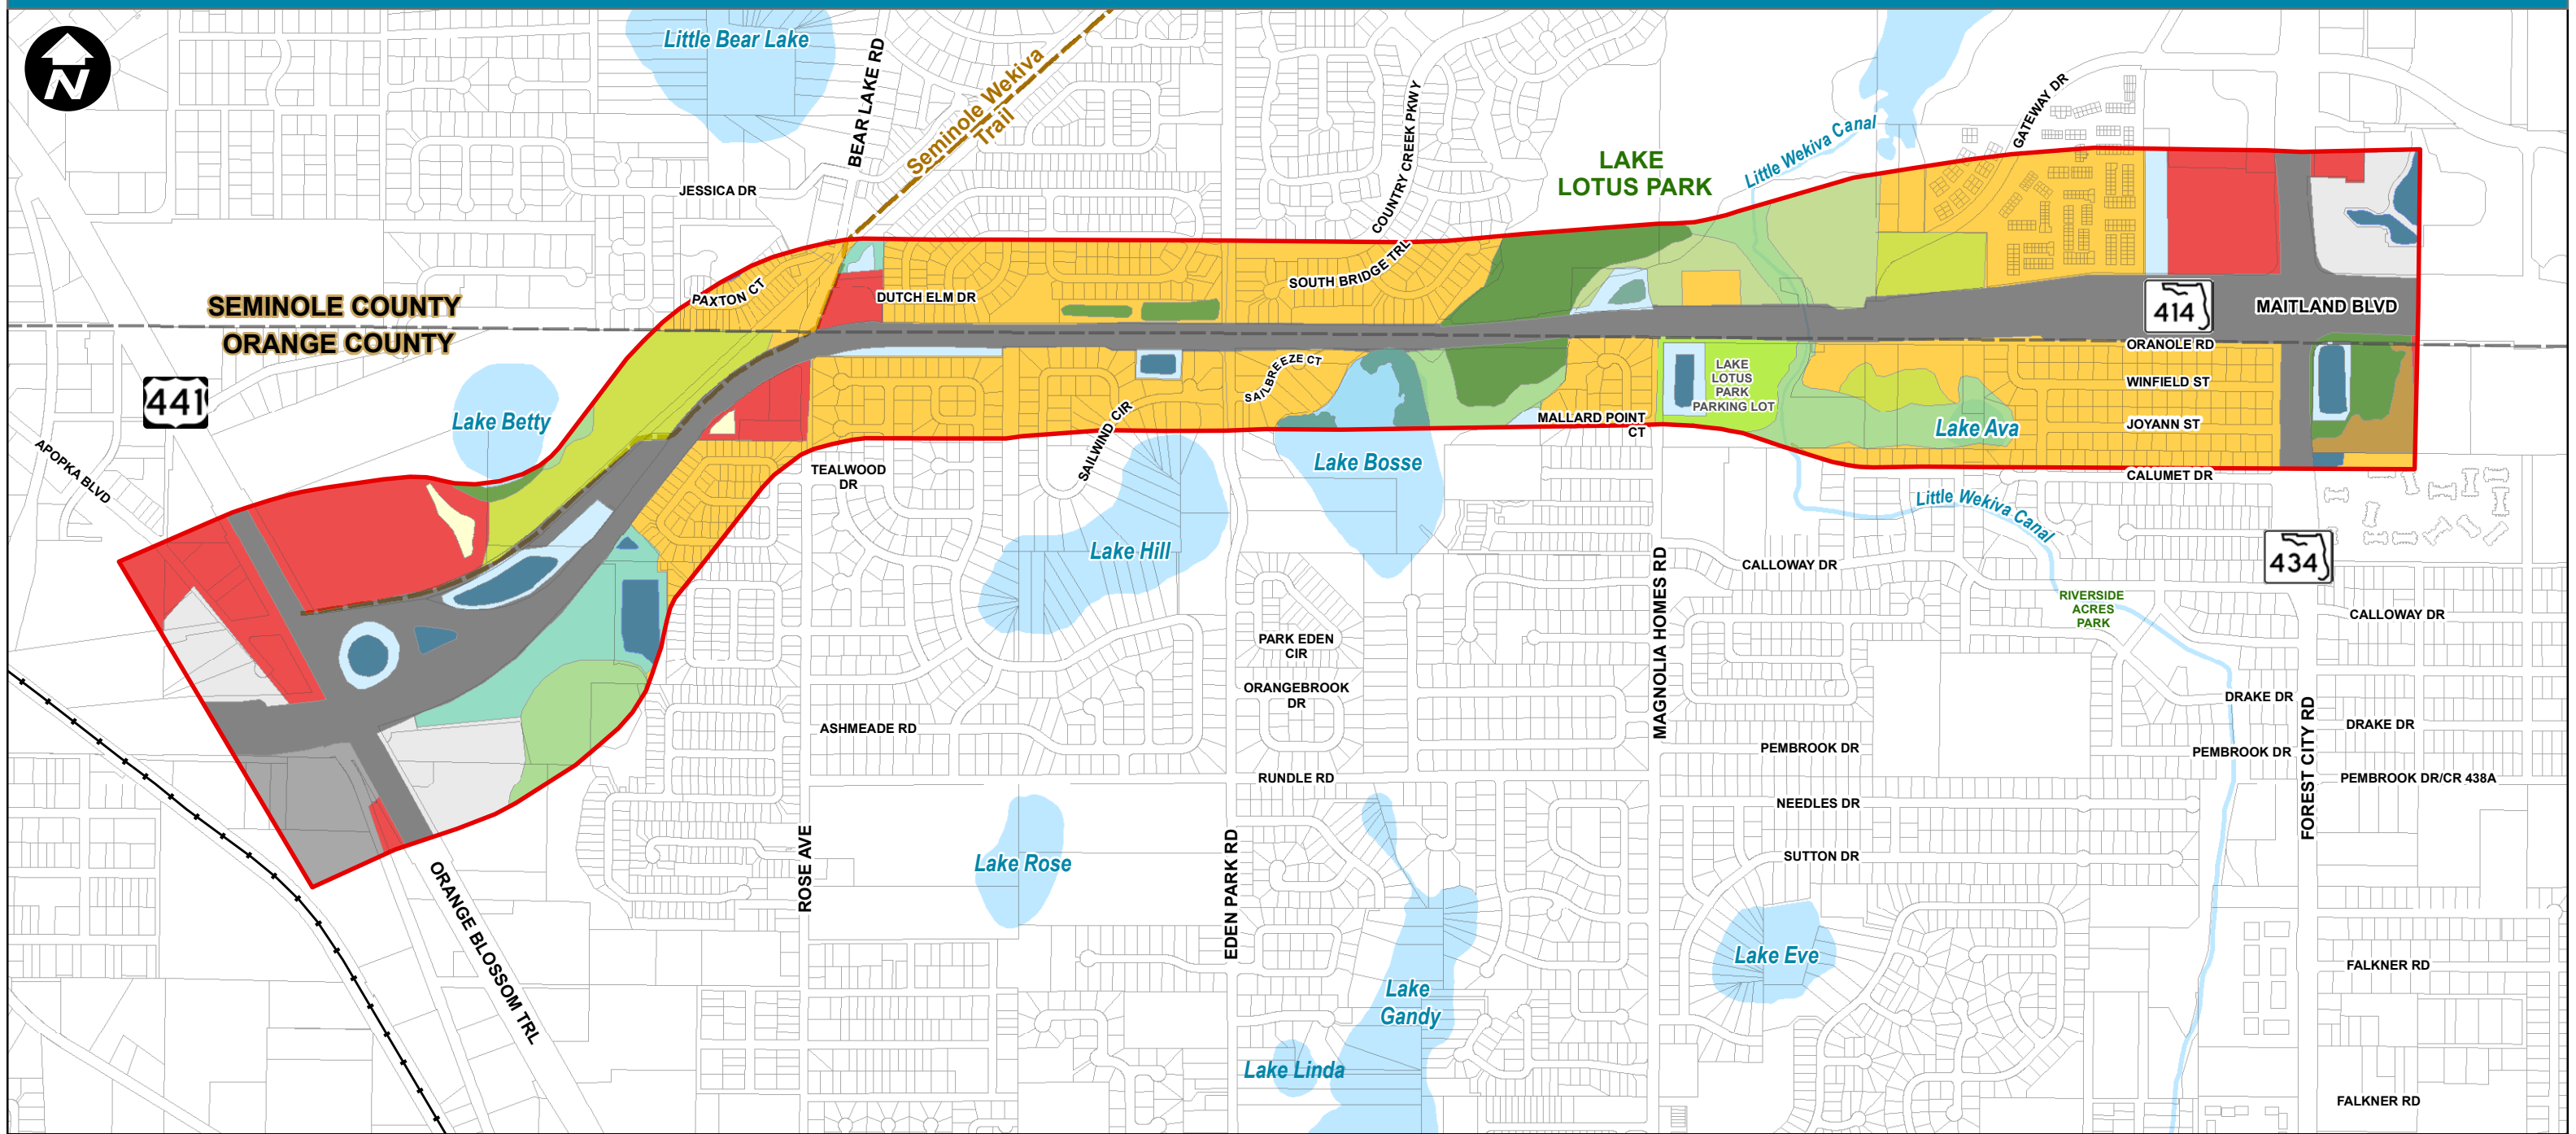 N
Little Bear Lake
BEAR LAKE RD
Seminole Wekiva
Trail
COUNTRY CREEK PKWY
LAKE
LOTUS PARK
Little Wekiva Canal
GATEWAY DR
JESSICA DR
PAXTON CT
DUTCH ELM DR
SOUTH BRIDGE TRL
SEMINOLE COUNTY
ORANGE COUNTY
414
MAITLAND BLVD
ORANOLE RD
441
Lake Betty
SAILBREEZE CT
LAKE
LOTUS
PARK
PARKING LOT
WINFIELD ST
MALLARD POINT
CT
JOYANN ST
Lake Ava
APOPKA BLVD
TEALWOOD
DR
SAILWIND CIR
Lake Bosse
CALUMET DR
Little Wekiva Canal
Lake Hill
434
CALLOWAY DR
RIVERSIDE
ACRES
PARK
CALLOWAY DR
PARK EDEN
CIR
MAGNOLIA HOMES RD
ORANGEBROOK
DR
DRAKE DR
DRAKE DR
ASHMEADE RD
PEMBROOK DR
PEMBROOK DR
FOREST CITY RD
RUNDLE RD
PEMBROOK DR/CR 438A
NEEDLES DR
ROSE AVE
EDEN PARK RD
Lake Rose
SUTTON DR
ORANGE BLOSSOM TRL
Lake Eve
FALKNER RD
Lake
Gandy
Lake Linda
FALKNER RD